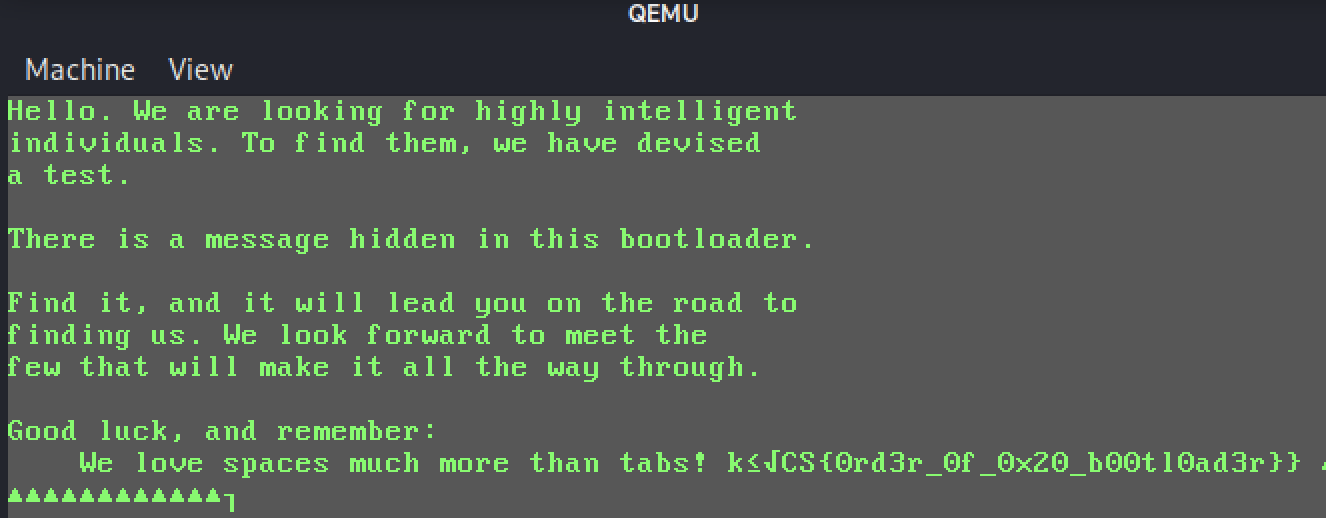 QEMU
Machine View
Hello. We are looking for highly intelligent
individuals. To find them, we have devised
a test.
There is a message hidden in this bootloader.
Find it, and it will lead you on the road to
finding us. We look forward to meet the
few that will make it all the way through.
Good luck, and remember:
We love spaces much more than tabs! k≤√CS{0rd3r_0f_0x20_b00tl0ad3r}}
▲▲▲▲▲▲▲▲▲▲▲▲┐